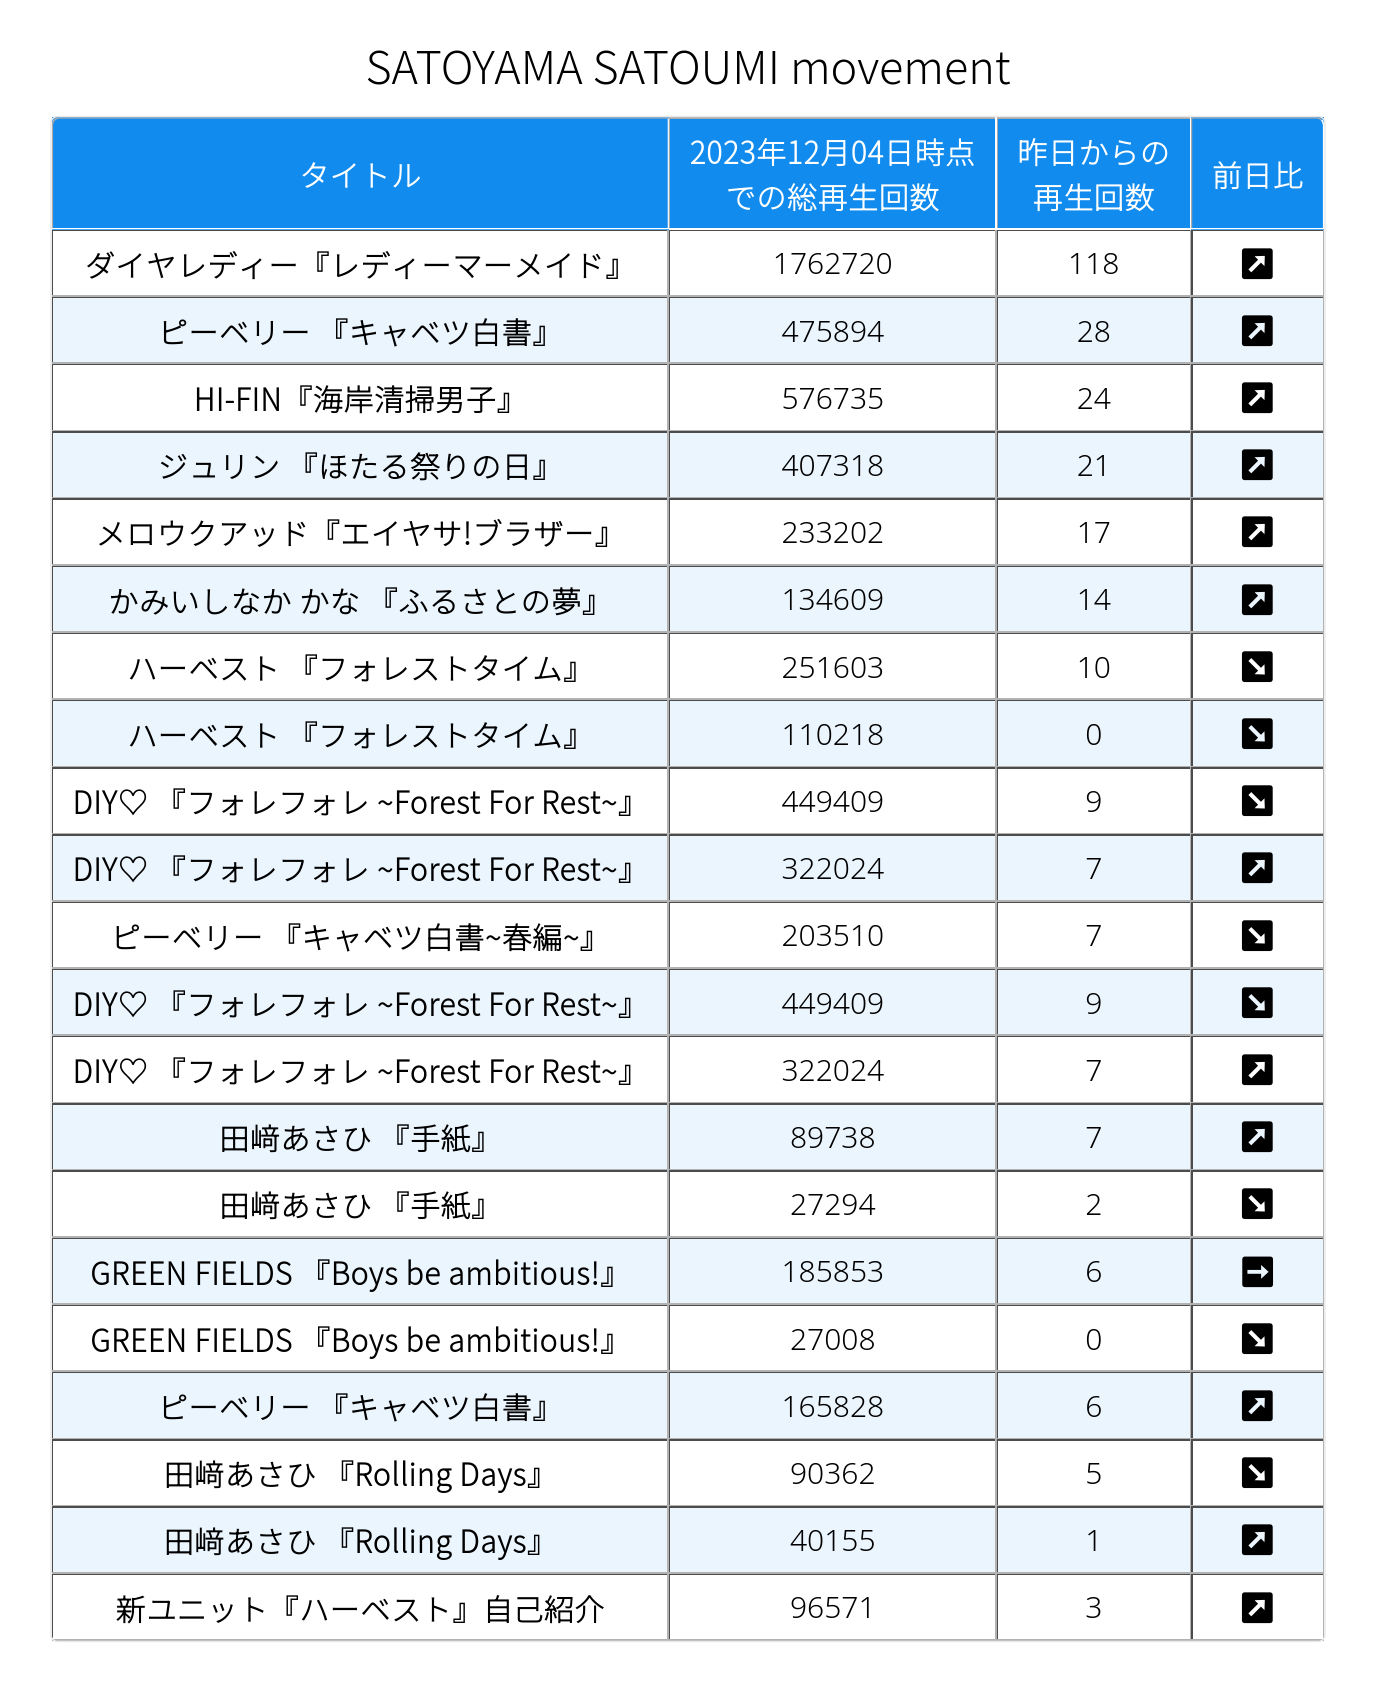 SATOYAMA SATOUMI movement
タイトル 2023年12月04日時点での総再生回数 昨日からの再生回数 前日比
ダイヤレディー『レディーマーメイド』 1762720 118 ↗
ピーベリー 『キャベツ白書』 475894 28 ↗
HI-FIN『海岸清掃男子』 576735 24 ↗
ジュリン 『ほたる祭りの日』 407318 21 ↗
メロウクアッド『エイヤサ!ブラザー』 233202 17 ↗
かみいしなか かな 『ふるさとの夢』 134609 14 ↗
ハーベスト 『フォレストタイム』 251603 10 ↘
ハーベスト 『フォレストタイム』 110218 0 ↘
DIY♡ 『フォレフォレ ~Forest For Rest~』 449409 9 ↘
DIY♡ 『フォレフォレ ~Forest For Rest~』 322024 7 ↗
ピーベリー 『キャベツ白書~春編~』 203510 7 ↘
DIY♡ 『フォレフォレ ~Forest For Rest~』 449409 9 ↘
DIY♡ 『フォレフォレ ~Forest For Rest~』 322024 7 ↗
田﨑あさひ 『手紙』 89738 7 ↗
田﨑あさひ 『手紙』 27294 2 ↘
GREEN FIELDS 『Boys be ambitious!』 185853 6 →
GREEN FIELDS 『Boys be ambitious!』 27008 0 ↘
ピーベリー 『キャベツ白書』 165828 6 ↗
田﨑あさひ 『Rolling Days』 90362 5 ↘
田﨑あさひ 『Rolling Days』 40155 1 ↗
新ユニット『ハーベスト』自己紹介 96571 3 ↗